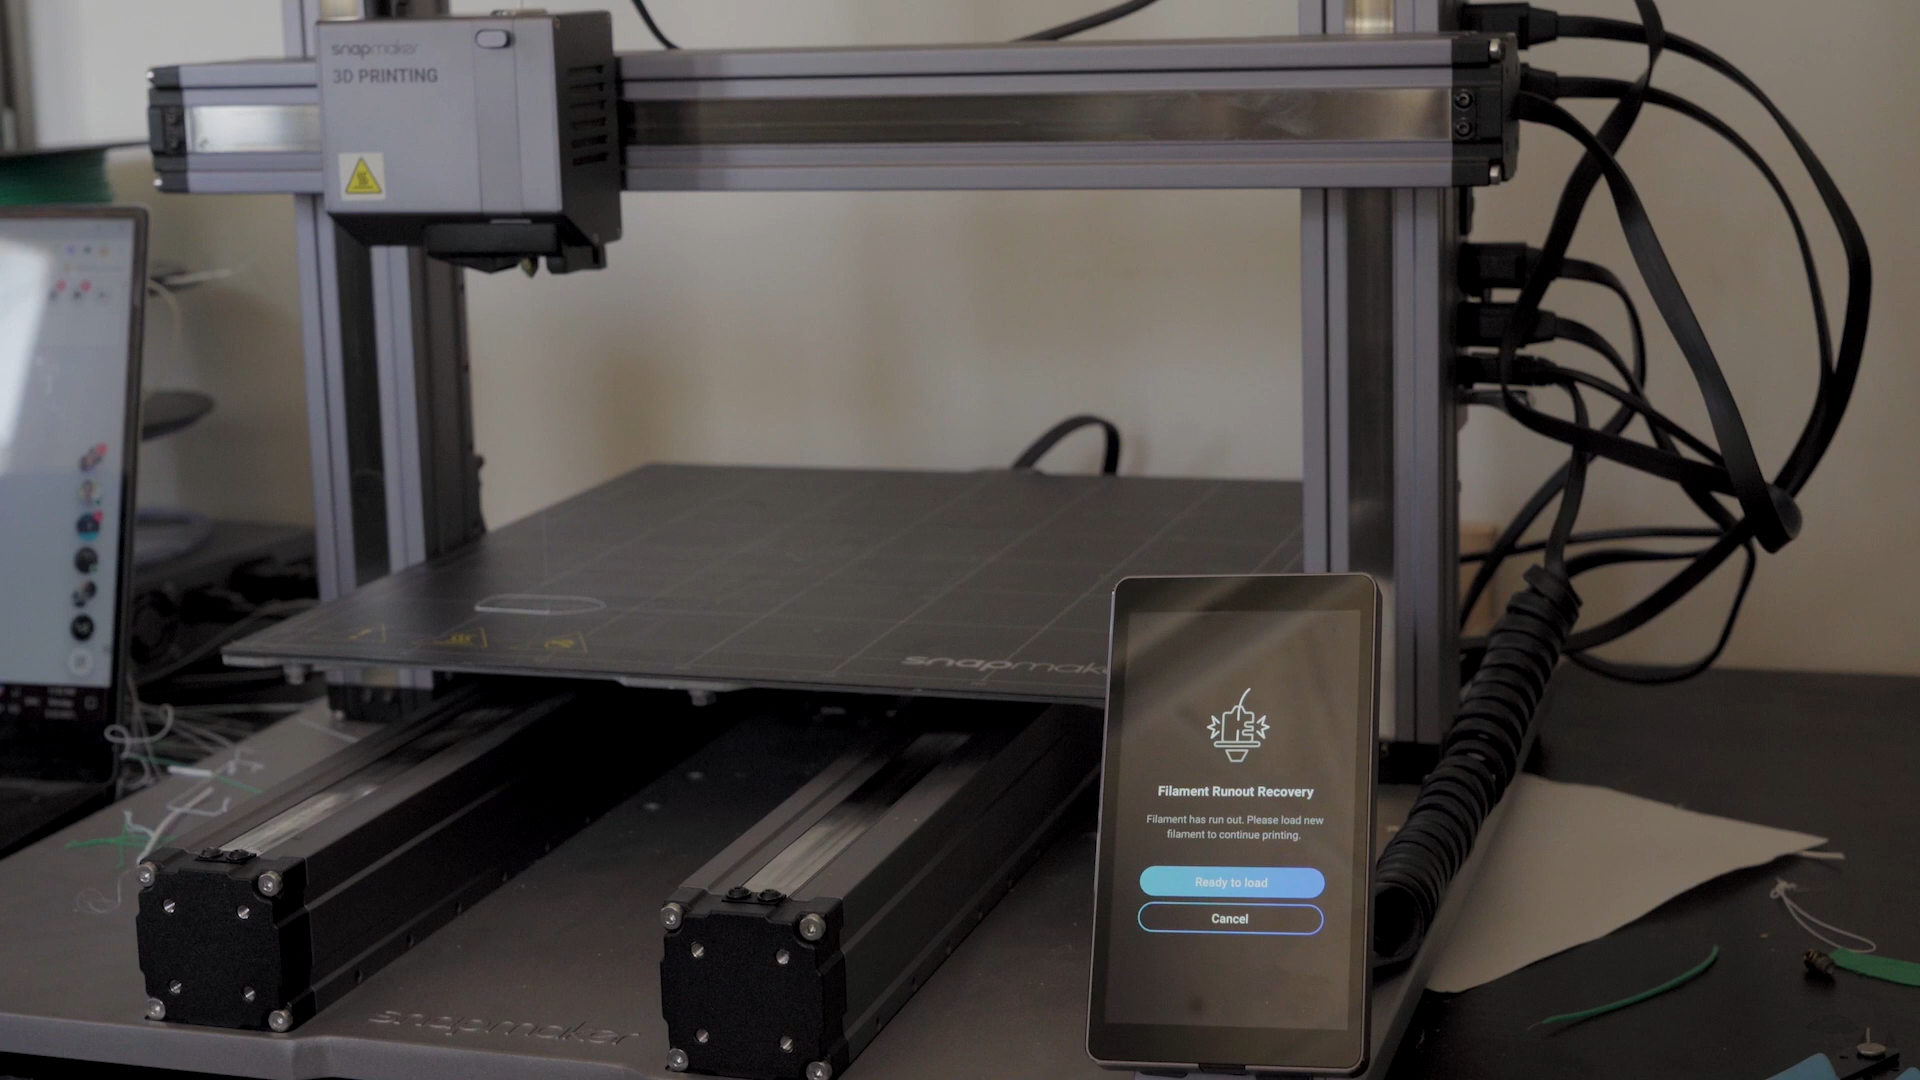 snapmaker
3D PRINTING
snapmak
Filament Runout Recovery
Filament has run out. Please load new
filament to continue printing.
Ready to load
Cancel
snapmaker